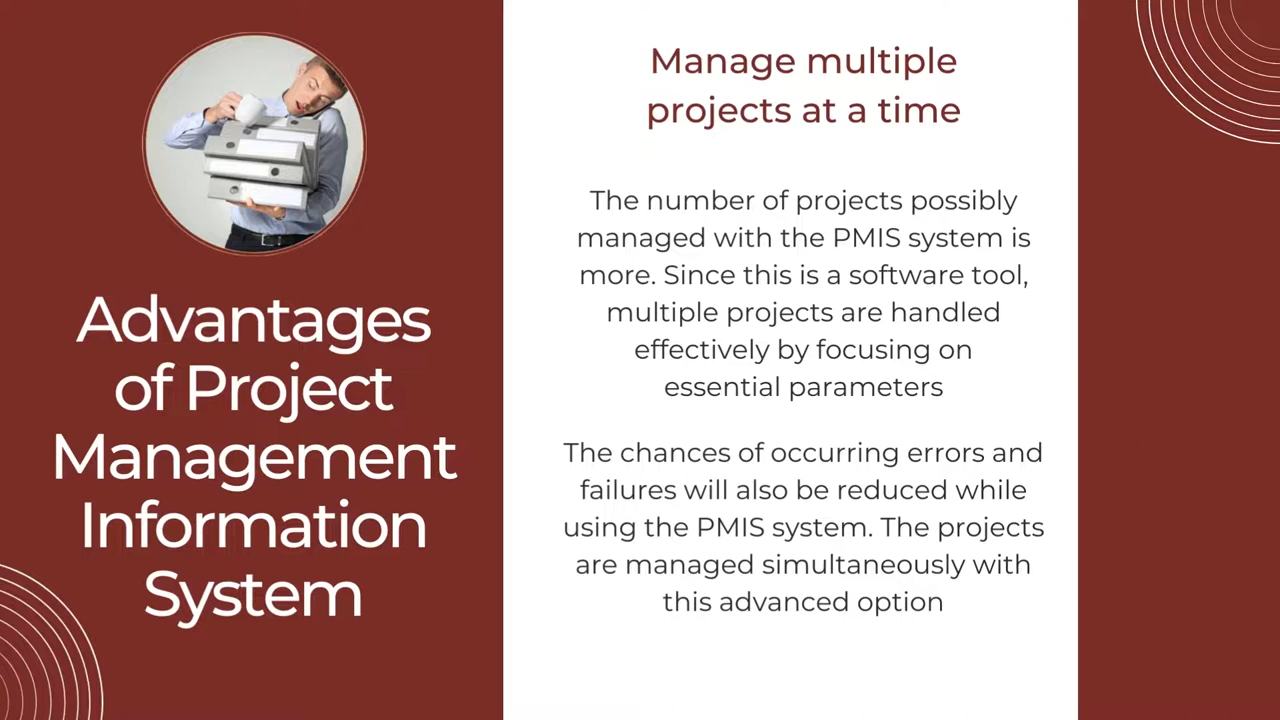 Advantages
of Project
Management
Information
System
Manage multiple
projects at a time
The number of projects possibly
managed with the PMIS system is
more. Since this is a software tool,
multiple projects are handled
effectively by focusing on
essential parameters
The chances of occurring errors and
failures will also be reduced while
using the PMIS system. The projects
are managed simultaneously with
this advanced option